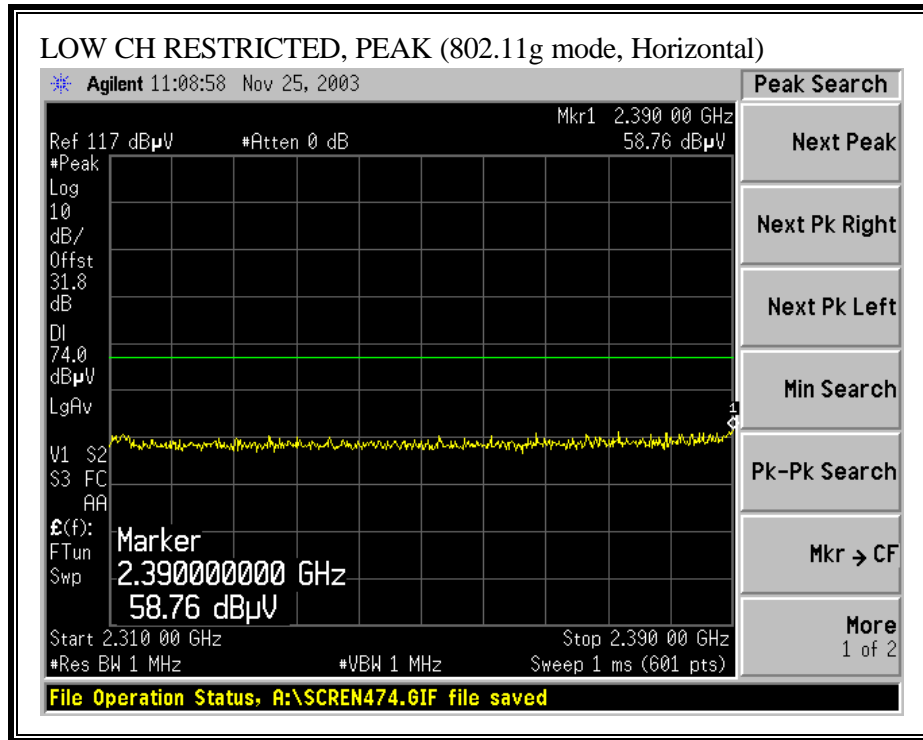 LOW CH RESTRICTED, PEAK (802.11g mode, Horizontal)
Agilent 11:08:58 Nov 25, 2003
Peak Search
Mkr1 2.390 00 GHz
Ref 117 dBµV #Atten 0 dB 58.76 dBµV
#Peak
Log
10
dB/
Offst
31.8
dB
DI
74.0
dBµV
LgAv
1
V1 S2
S3 FC
AA
£(f):
FTun
Swp
Marker
2.390000000 GHz
58.76 dBµV
Start 2.310 00 GHz Stop 2.390 00 GHz
#Res BW 1 MHz #VBW 1 MHz Sweep 1 ms (601 pts)
Next Peak
Next Pk Right
Next Pk Left
Min Search
Pk-Pk Search
Mkr → CF
More
1 of 2
File Operation Status, A:\SCREN474.GIF file saved